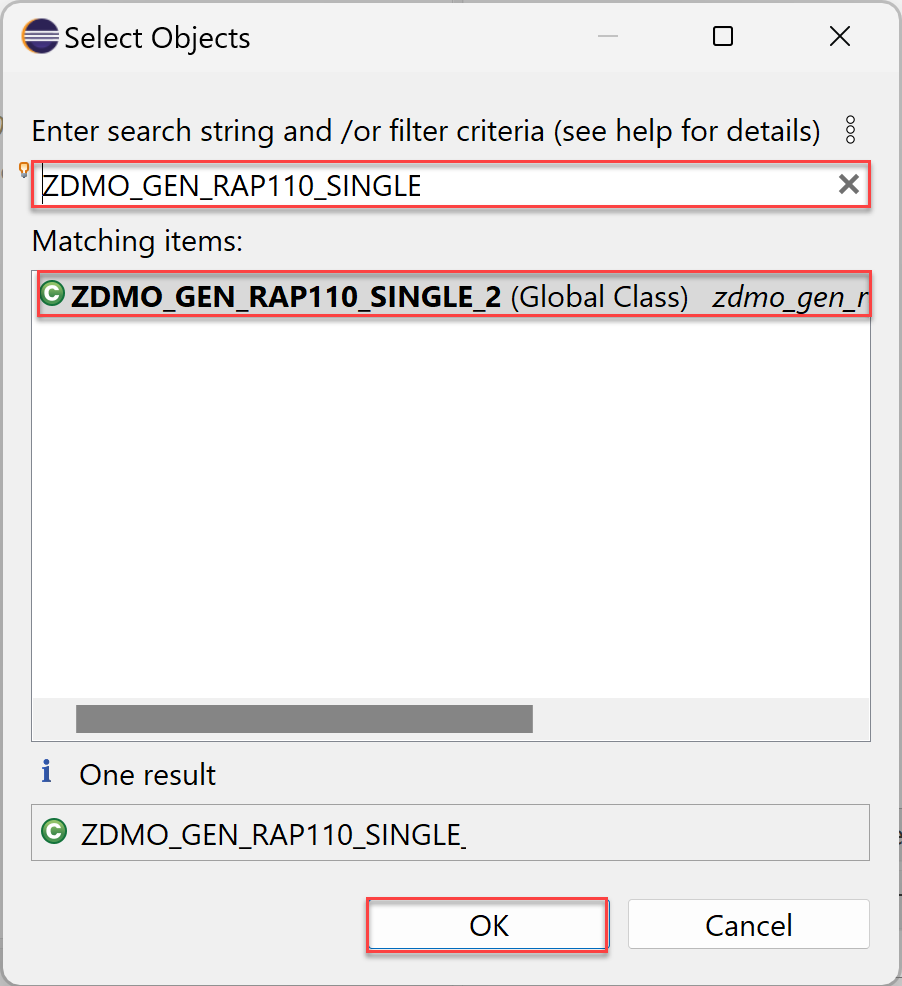 Select Objects
Enter search string and /or filter criteria (see help for details)
ZDMO_GEN_RAP110_SINGLE
Matching items:
ZDMO_GEN_RAP110_SINGLE_2 (Global Class) zdmo_gen_r
One result
ZDMO_GEN_RAP110_SINGLE_
OK Cancel